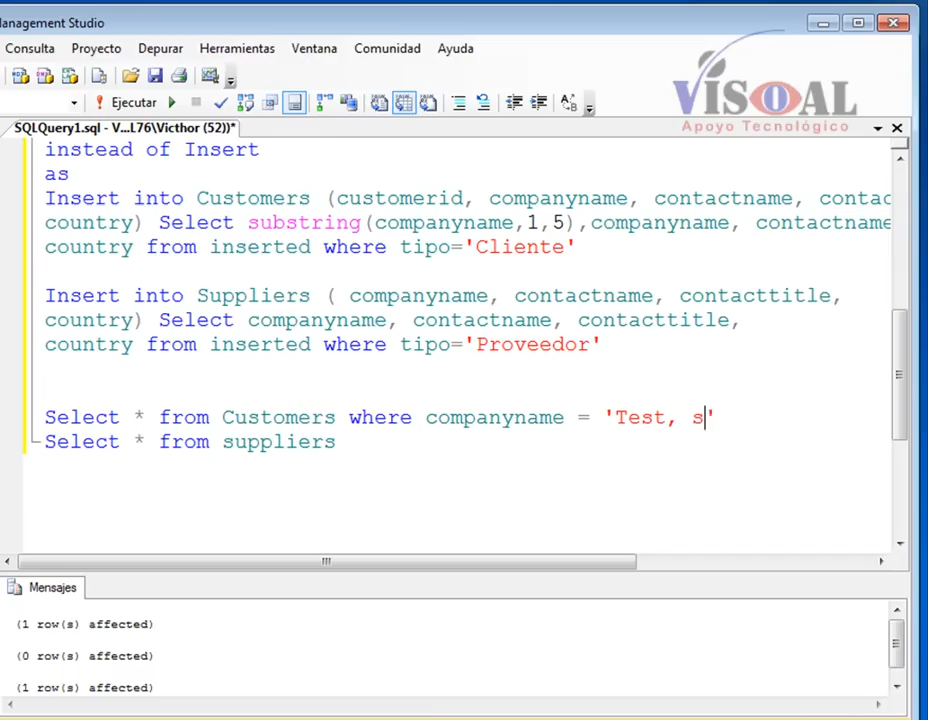 anagement Studio
Consulta Proyecto Depurar Herramientas Ventana Comunidad Ayuda
VISOAL
Apoyo Tecnológico
Ejecutar
SQLQuery1.sql - V...L76\Victhor (52))*
instead of Insert
as
Insert into Customers (customerid, companyname, contactname, contac
country) Select substring(companyname,1,5),companyname, contactname
country from inserted where tipo='Cliente'
Insert into Suppliers ( companyname, contactname, contacttitle,
country) Select companyname, contactname, contacttitle,
country from inserted where tipo='Proveedor'
Select * from Customers where companyname = 'Test, s'
Select * from suppliers
Mensajes
(1 row(s) affected)
(0 row(s) affected)
(1 row(s) affected)